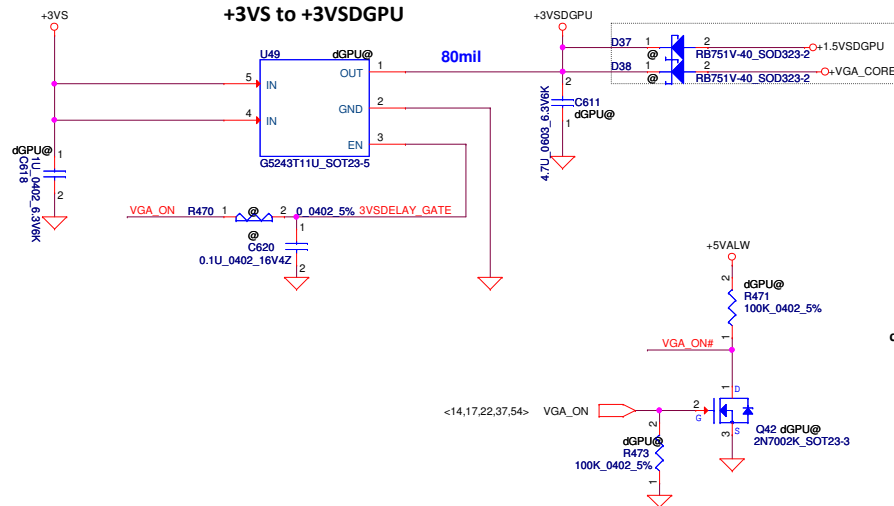 +3VS to +3VSDGPU
+3VS
+3VSDGPU
U49
dGPU@
80mil
D37
1
2
@
RB751V-40_SOD323-2
+1.5VSDGPU
D38
1
2
@
RB751V-40_SOD323-2
+VGA_CORE
5
IN
OUT
1
4
IN
GND
2
EN
3
G5243T11U_SOT23-5
2
C611
dGPU@
1
4.7U_0603_6.3V6K
dGPU@
1
2
C618
1U_0402_6.3V6K
VGA_ON
R470
1
@
2
0_0402_5%
3VSDELAY_GATE
@
1
C620
2
0.1U_0402_16V4Z
+5VALW
2
dGPU@
R471
100K_0402_5%
1
VGA_ON#
d
<14,17,22,37,54>
VGA_ON
2
G
1
D
3
S
Q42 dGPU@
2N7002K_SOT23-3
2
dGPU@
R473
100K_0402_5%
1